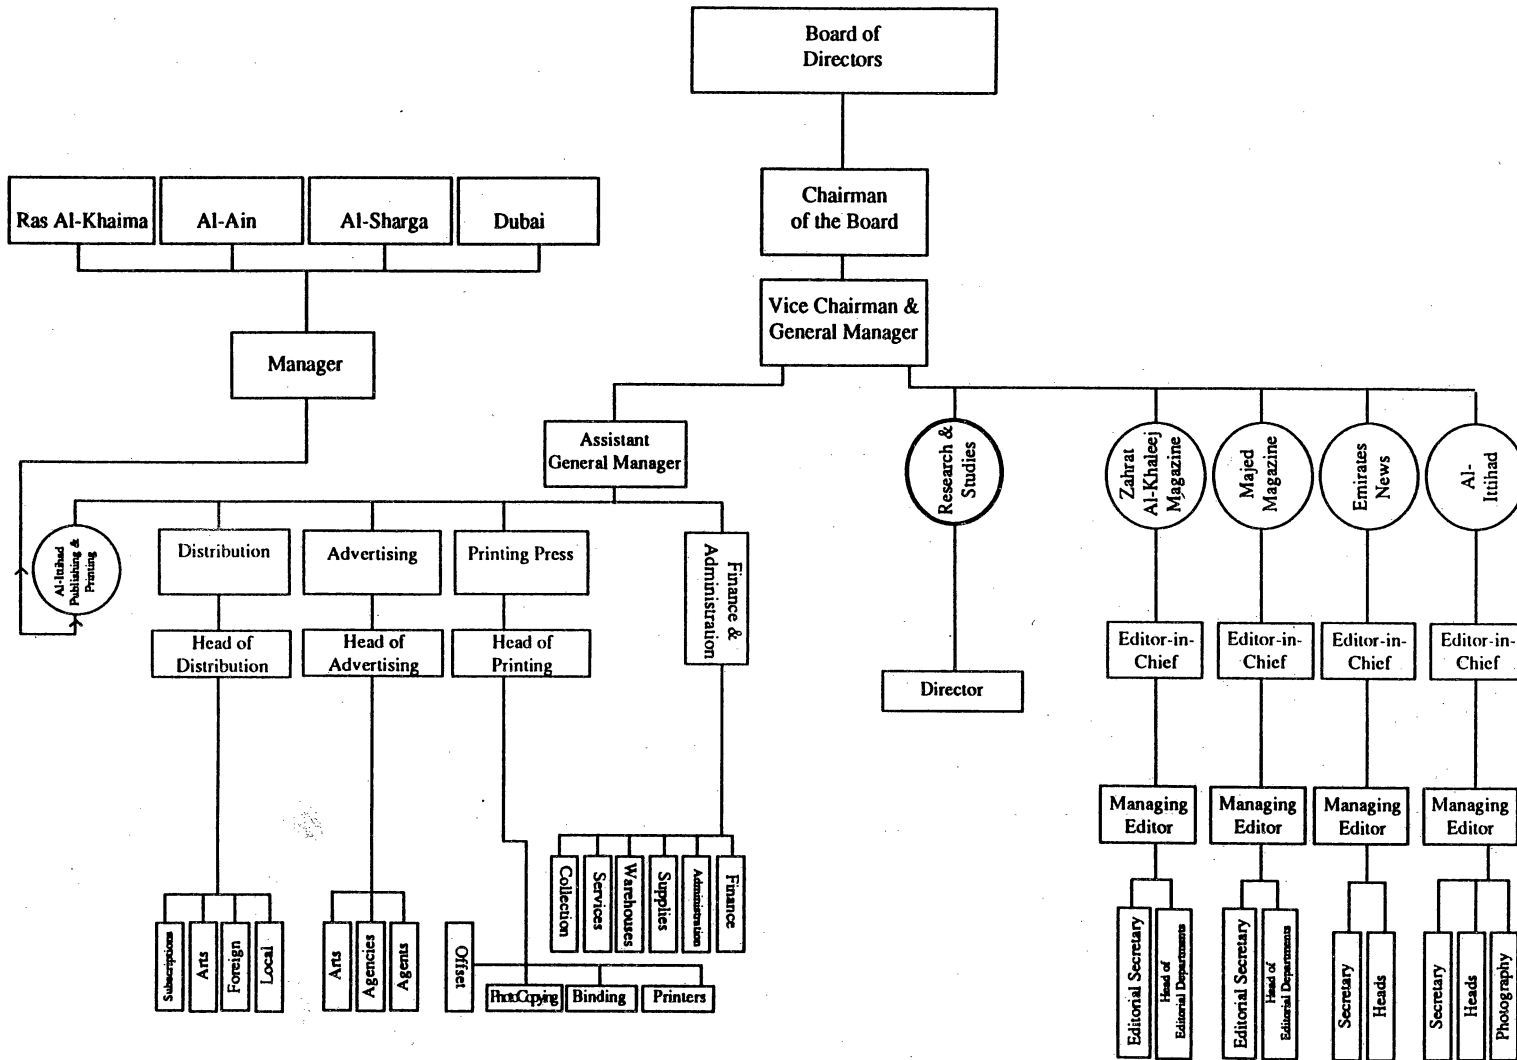 Board of
Directors
Chairman
of the Board
Ras Al-Khaima
Al-Ain
Al-Sharga
Dubai
Vice Chairman &
General Manager
Manager
Assistant
General Manager
Research &
Studies
Zahrat
Al-Khaleej
Magazine
Majed
Magazine
Emirates
News
Al-
Ittihad
Al-Ittihad
Publishing &
Printing
Distribution
Advertising
Printing Press
Finance &
Administration
Head of
Distribution
Head of
Advertising
Head of
Printing
Director
Editor-in-
Chief
Editor-in-
Chief
Editor-in-
Chief
Editor-in-
Chief
Managing
Editor
Managing
Editor
Managing
Editor
Managing
Editor
Collection
Services
Warehouses
Supplies
Administration
Finance
Subscriptions
Arts
Foreign
Local
Arts
Agencies
Agents
Offset
PhotoCopying
Binding
Printers
Editorial Secretary
Head of
Editorial Departments
Editorial Secretary
Head of
Editorial Departments
Secretary
Heads
Secretary
Heads
Photography